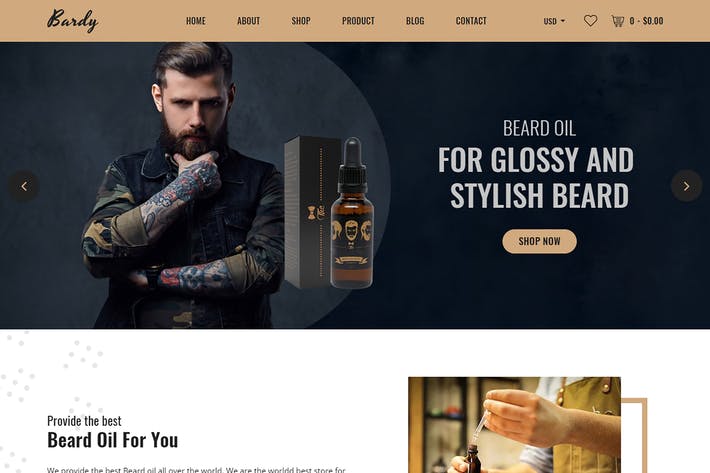 Bardy
HOME ABOUT SHOP PRODUCT BLOG CONTACT USD 0 - $0.00
BEARD OIL
FOR GLOSSY AND
STYLISH BEARD
SHOP NOW
Provide the best
Beard Oil For You
We provide the best Beard oil all over the world. We are the worldd best store for